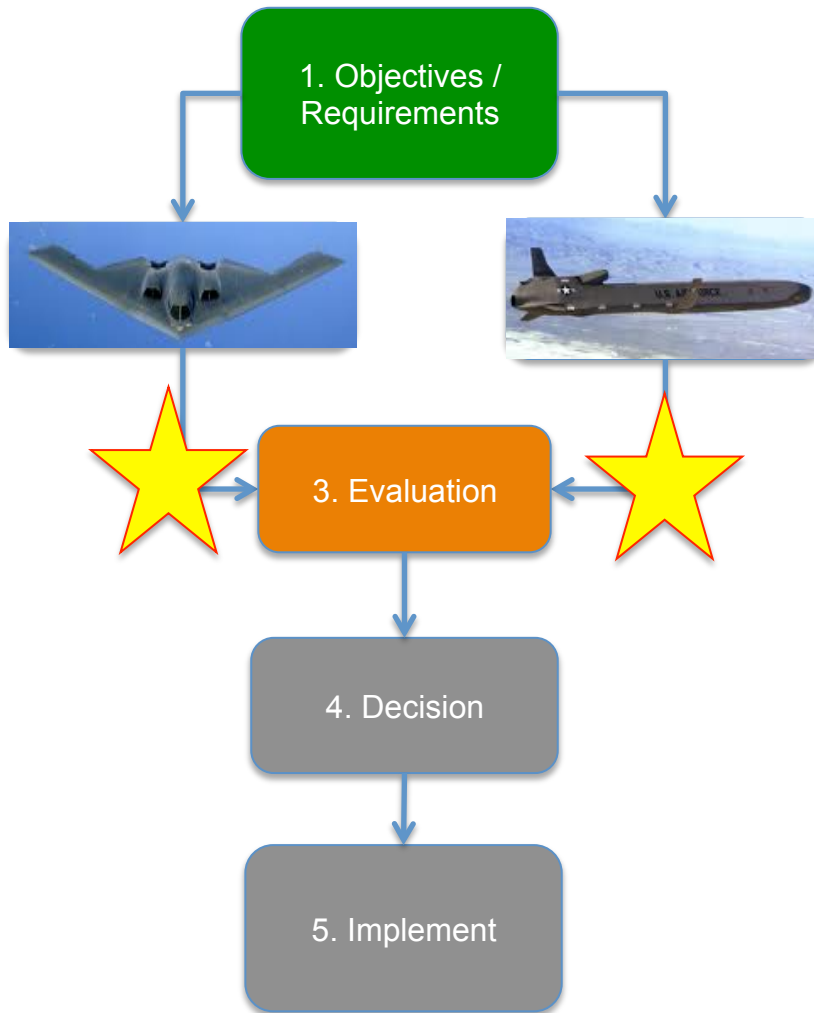 1. Objectives /
Requirements
U.S. AIR FORCE
3. Evaluation
4. Decision
5. Implement